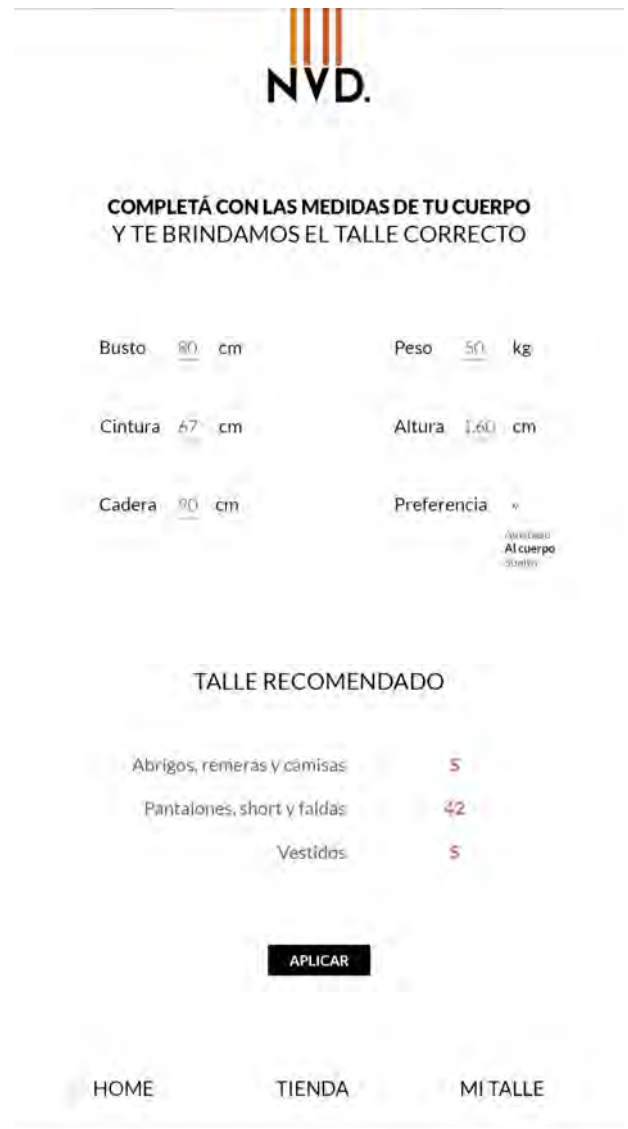 NVD.
COMPLETÁ CON LAS MEDIDAS DE TU CUERPO
Y TE BRINDAMOS EL TALLE CORRECTO
Busto 80 cm
Peso 50 kg
Cintura 67 cm
Altura 1.60 cm
Cadera 90 cm
Preferencia
Al cuerpo
TALLE RECOMENDADO
Abrigos, remeras y camisas S
Pantalones, short y faldas 42
Vestidos S
APLICAR
HOME TIENDA MI TALLE